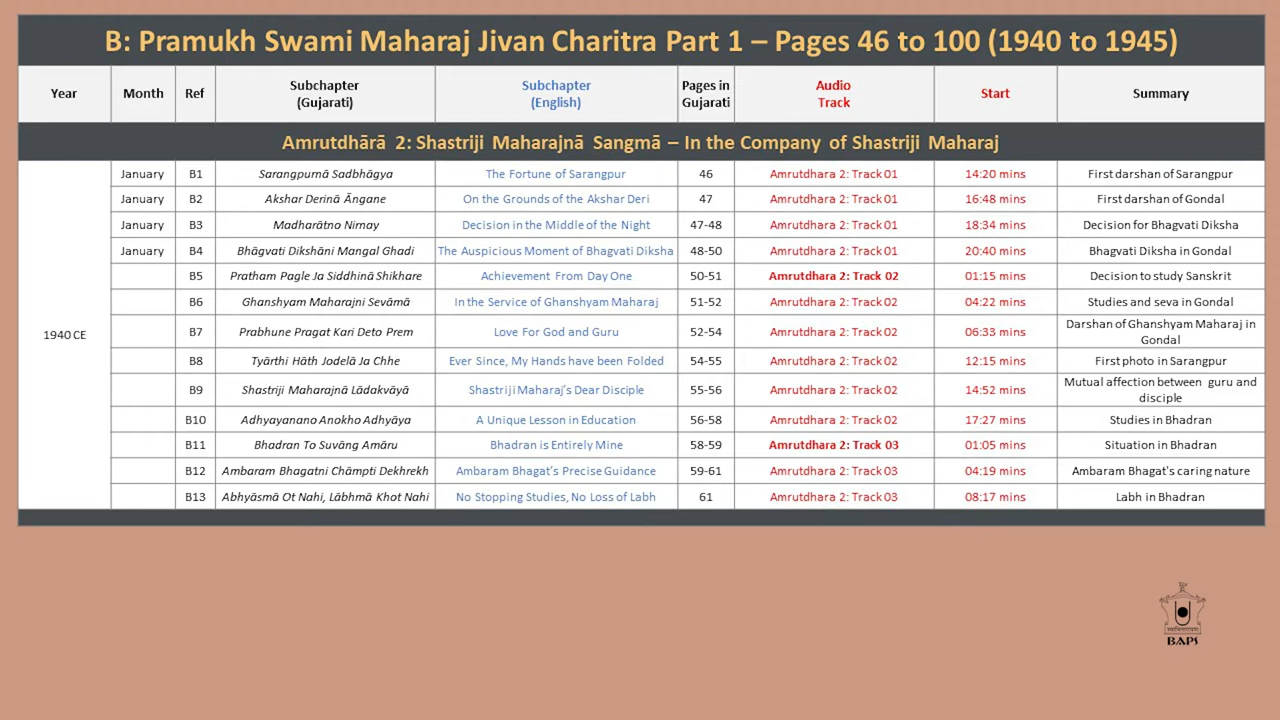 B: Pramukh Swami Maharaj Jivan Charitra Part 1 – Pages 46 to 100 (1940 to 1945)
Year Month Ref Subchapter (Gujarati) Subchapter (English) Pages in Gujarati Audio Track Start Summary
Amrutdhārā 2: Shastriji Maharajnā Sangmā – In the Company of Shastriji Maharaj
January B1 Sarangpurnā Sadbhāgya The Fortune of Sarangpur 46 Amrutdhara 2: Track 01 14:20 mins First darshan of Sarangpur
January B2 Akshar Derinā Āngane On the Grounds of the Akshar Deri 47 Amrutdhara 2: Track 01 16:48 mins First darshan of Gondal
January B3 Madharātno Nirnay Decision in the Middle of the Night 47-48 Amrutdhara 2: Track 01 18:34 mins Decision for Bhagvati Diksha
January B4 Bhāgvati Dikshāni Mangal Ghadi The Auspicious Moment of Bhagvati Diksha 48-50 Amrutdhara 2: Track 01 20:40 mins Bhagvati Diksha in Gondal
B5 Pratham Pagle Ja Siddhinā Shikhare Achievement From Day One 50-51 Amrutdhara 2: Track 02 01:15 mins Decision to study Sanskrit
B6 Ghanshyam Maharajni Sevāmā In the Service of Ghanshyam Maharaj 51-52 Amrutdhara 2: Track 02 04:22 mins Studies and seva in Gondal
1940 CE B7 Prabhune Pragat Kari Deto Prem Love For God and Guru 52-54 Amrutdhara 2: Track 02 06:33 mins Darshan of Ghanshyam Maharaj in Gondal
B8 Tyārthi Hāth Jodelā Ja Chhe Ever Since, My Hands have been Folded 54-55 Amrutdhara 2: Track 02 12:15 mins First photo in Sarangpur
B9 Shastriji Maharajnā Lādakvāyā Shastriji Maharaj's Dear Disciple 55-56 Amrutdhara 2: Track 02 14:52 mins Mutual affection between guru and disciple
B10 Adhyayanano Anokho Adhyāya A Unique Lesson in Education 56-58 Amrutdhara 2: Track 02 17:27 mins Studies in Bhadran
B11 Bhadran To Suvāng Amāru Bhadran is Entirely Mine 58-59 Amrutdhara 2: Track 03 01:05 mins Situation in Bhadran
B12 Ambaram Bhagatni Chāmpti Dekhrekh Ambaram Bhagat's Precise Guidance 59-61 Amrutdhara 2: Track 03 04:19 mins Ambaram Bhagat's caring nature
B13 Abhyāsmā Ot Nahi, Lābhmā Khot Nahi No Stopping Studies, No Loss of Labh 61 Amrutdhara 2: Track 03 08:17 mins Labh in Bhadran
BAPS